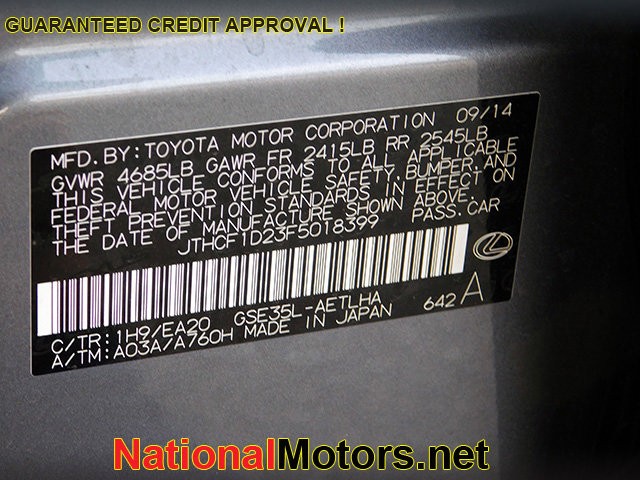 GUARANTEED CREDIT APPROVAL !
MFD. BY: TOYOTA MOTOR CORPORATION 09/14
GVWR 4685LB GAWR FR 2415LB RR 2545LB
THIS VEHICLE CONFORMS TO ALL APPLICABLE
FEDERAL MOTOR VEHICLE SAFETY, BUMPER, AND
THEFT PREVENTION STANDARDS IN EFFECT ON
THE DATE OF MANUFACTURE SHOWN ABOVE.
JTHCF1D23F5018399 PASS. CAR
GSE35L-AETLHA 642 A
C/TR: 1H9/EA20
A/TM: A03A/A760H MADE IN JAPAN
NationalMotors.net